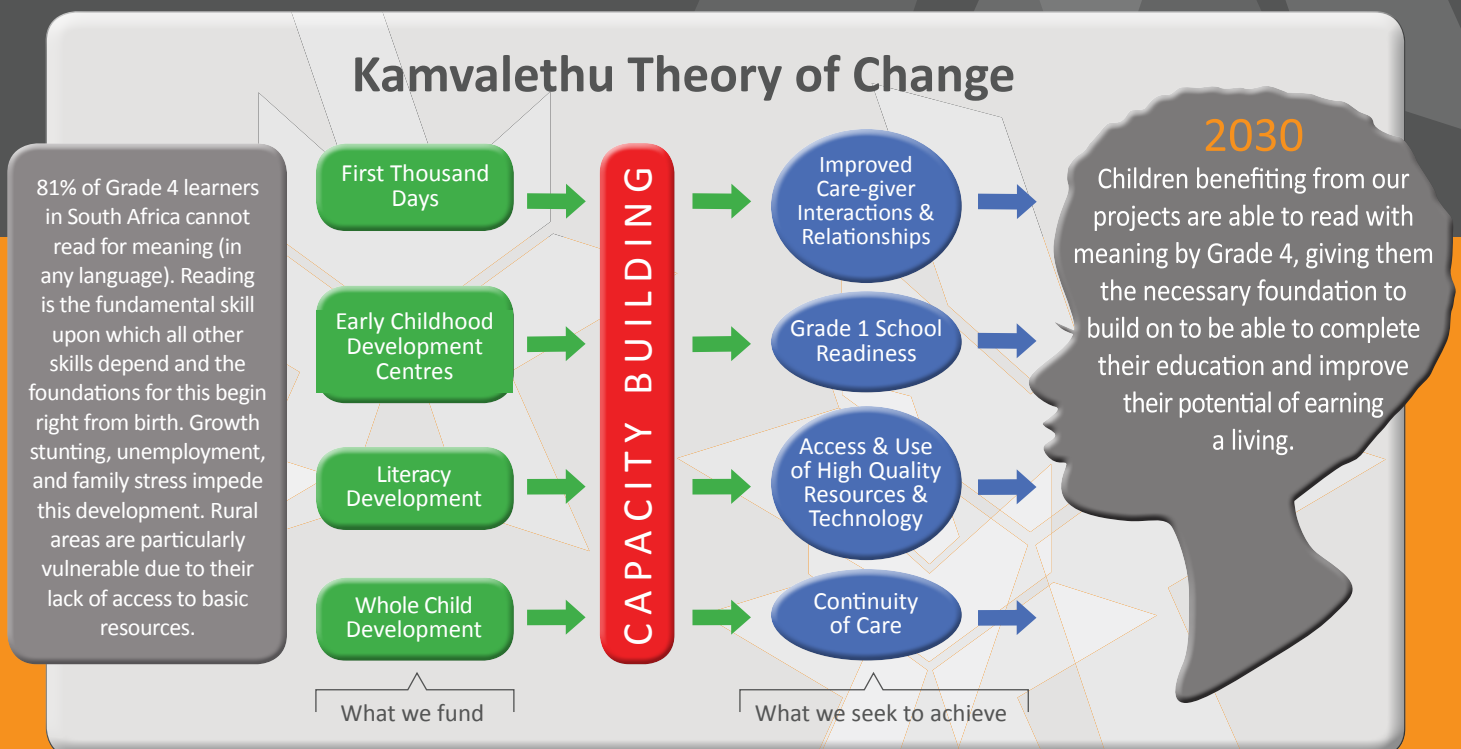 Kamvalethu Theory of Change
81% of Grade 4 learners
in South Africa cannot
read for meaning (in
any language). Reading
is the fundamental skill
upon which all other
skills depend and the
foundations for this begin
right from birth. Growth
stunting, unemployment,
and family stress impede
this development. Rural
areas are particularly
vulnerable due to their
lack of access to basic
resources.
First Thousand
Days
Early Childhood
Development
Centres
Literacy
Development
Whole Child
Development
What we fund
CAPACITY BUILDING
Improved
Care-giver
Interactions &
Relationships
Grade 1 School
Readiness
Access & Use
of High Quality
Resources &
Technology
Continuity
of Care
What we seek to achieve
2030
Children benefiting from our
projects are able to read with
meaning by Grade 4, giving them
the necessary foundation to
build on to be able to complete
their education and improve
their potential of earning
a living.